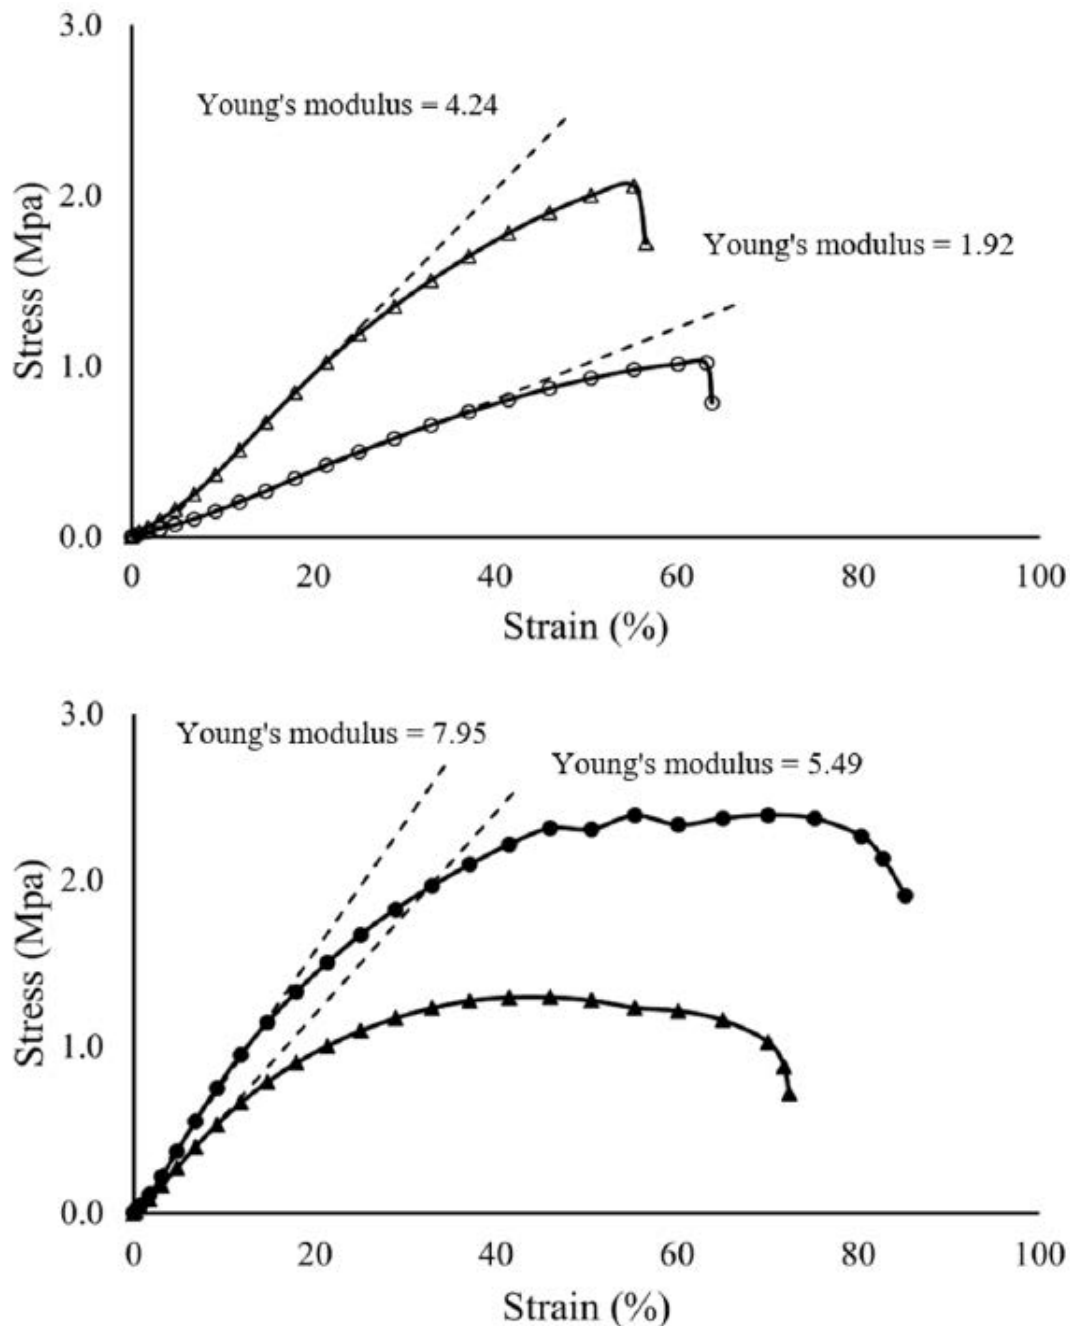 3.0
Young's modulus = 4.24
2.0
Young's modulus = 1.92
Stress (Mpa)
1.0
0.0
0 20 40 60 80 100
Strain (%)
3.0
Young's modulus = 7.95
Young's modulus = 5.49
2.0
Stress (Mpa)
1.0
0.0
0 20 40 60 80 100
Strain (%)